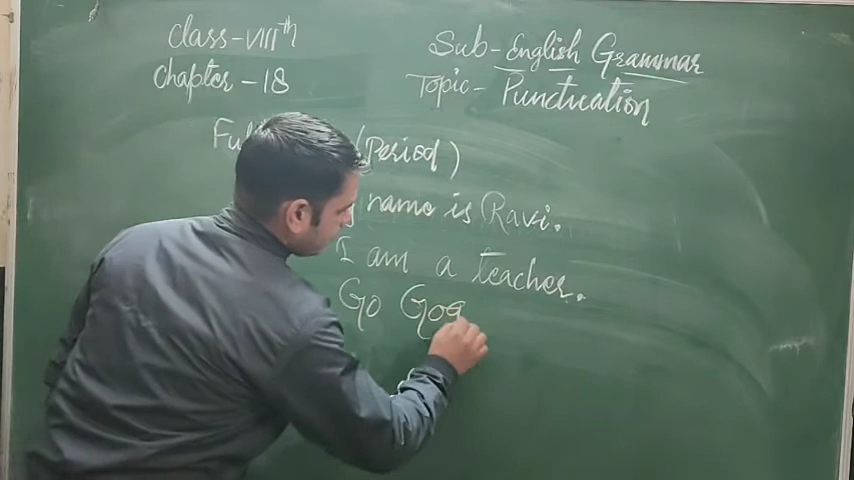 Class-VIIIth
Sub-English Grammar
Chapter-18
Topic-Punctuation
(Period)
name is Ravi.
I am a teacher.
Go